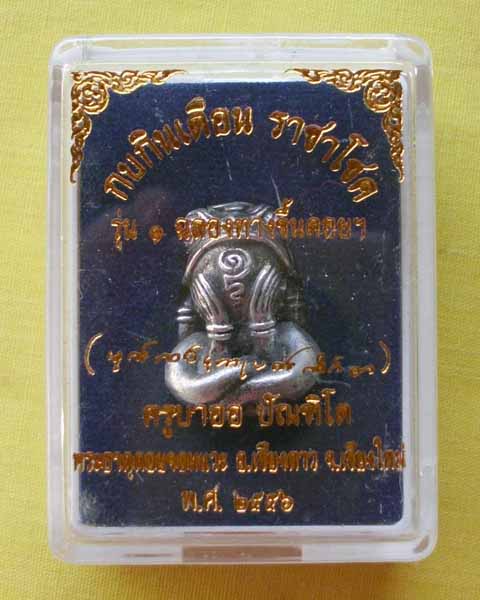 กบกินเดือน ราชาโชค
รุ่น ๑ ฉลองทางขึ้นดอยฯ
ครูบาออ ปัณฑิโต
พระธาตุดอยจอมแวะ อ.เชียงดาว จ.เชียงใหม่
พ.ศ. ๒๕๕๖